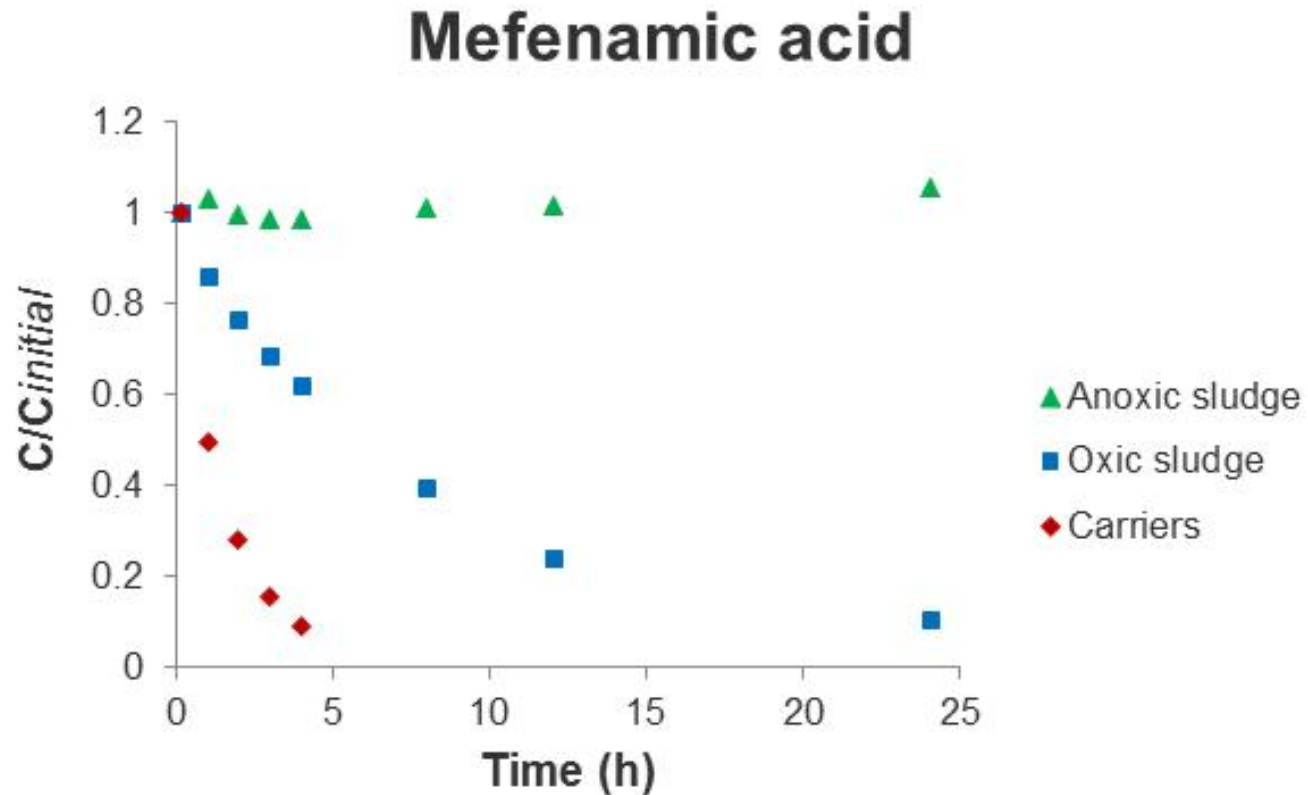 Mefenamic acid
1.2
1
0.8
0.6
0.4
0.2
0
C/Cinitial
0 5 10 15 20 25
Time (h)
Anoxic sludge
Oxic sludge
Carriers